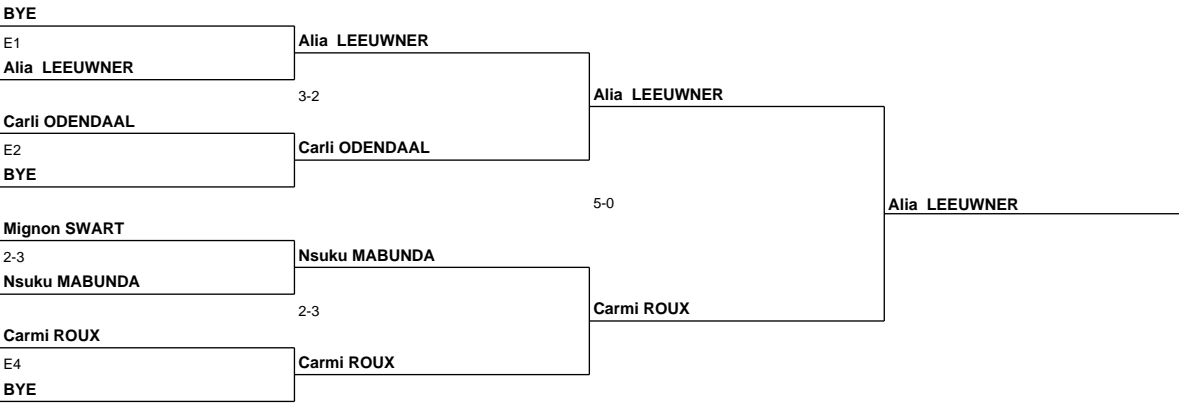 BYE
E1
Alia LEEUWNER
Alia LEEUWNER
3-2
Alia LEEUWNER
Carli ODENDAAL
E2
Carli ODENDAAL
BYE
5-0
Alia LEEUWNER
Mignon SWART
2-3
Nsuku MABUNDA
Nsuku MABUNDA
2-3
Carmi ROUX
Carmi ROUX
E4
Carmi ROUX
BYE